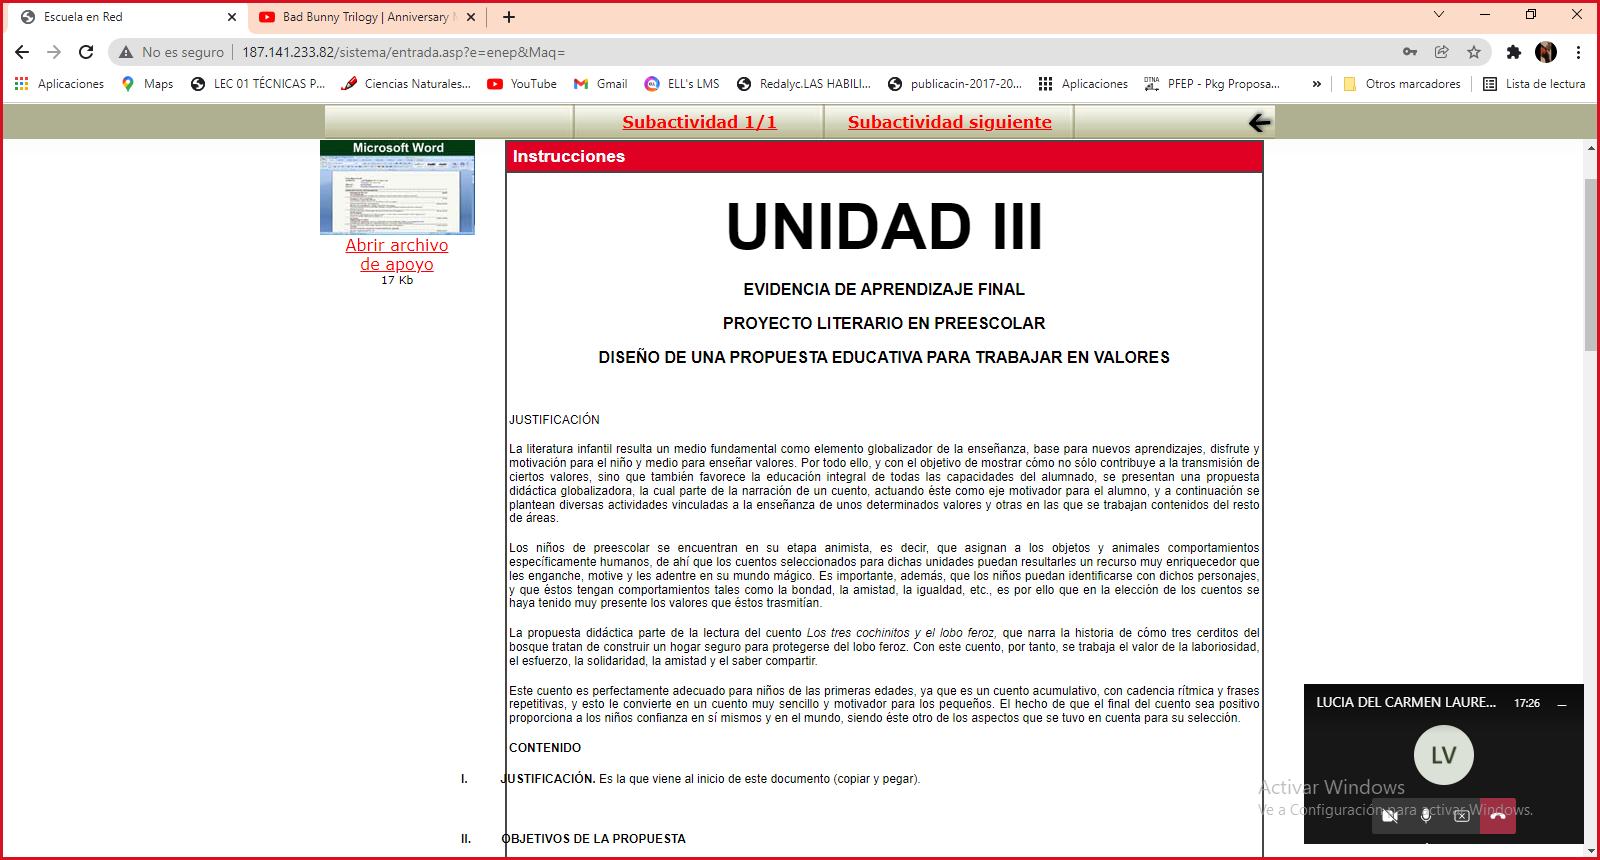 Escuela en Red
Bad Bunny Trilogy | Anniversary
No es seguro
187.141.233.82/sistema/entrada.asp?e=enep&Maq=
Aplicaciones
Maps
LEC 01 TÉCNICAS P...
Ciencias Naturales...
YouTube
Gmail
ELL's LMS
Redalyc.LAS HABILI...
publicacin-2017-20...
Aplicaciones
PFEP - Pkg Proposa...
»
Otros marcadores
Lista de lectura
Subactividad 1/1
Subactividad siguiente
Microsoft Word
Abrir archivo
de apoyo
17 Kb
Instrucciones
UNIDAD III
EVIDENCIA DE APRENDIZAJE FINAL
PROYECTO LITERARIO EN PREESCOLAR
DISEÑO DE UNA PROPUESTA EDUCATIVA PARA TRABAJAR EN VALORES
JUSTIFICACIÓN
La literatura infantil resulta un medio fundamental como elemento globalizador de la enseñanza, base para nuevos aprendizajes, disfrute y
motivación para el niño y medio para enseñar valores. Por todo ello, y con el objetivo de mostrar cómo no sólo contribuye a la transmisión de
ciertos valores, sino que también favorece la educación integral de todas las capacidades del alumnado, se presentan una propuesta
didáctica globalizadora, la cual parte de la narración de un cuento, actuando éste como eje motivador para el alumno, y a continuación se
plantean diversas actividades vinculadas a la enseñanza de unos determinados valores y otras en las que se trabajan contenidos del resto
de áreas.
Los niños de preescolar se encuentran en su etapa animista, es decir, que asignan a los objetos y animales comportamientos
específicamente humanos, de ahí que los cuentos seleccionados para dichas unidades puedan resultarles un recurso muy enriquecedor que
les enganche, motive y les adentre en su mundo mágico. Es importante, además, que los niños puedan identificarse con dichos personajes,
y que éstos tengan comportamientos tales como la bondad, la amistad, la igualdad, etc., es por ello que en la elección de los cuentos se
haya tenido muy presente los valores que éstos trasmitían.
La propuesta didáctica parte de la lectura del cuento Los tres cochinitos y el lobo feroz, que narra la historia de cómo tres cerditos del
bosque tratan de construir un hogar seguro para protegerse del lobo feroz. Con este cuento, por tanto, se trabaja el valor de la laboriosidad,
el esfuerzo, la solidaridad, la amistad y el saber compartir.
Este cuento es perfectamente adecuado para niños de las primeras edades, ya que es un cuento acumulativo, con cadencia rítmica y frases
repetitivas, y esto le convierte en un cuento muy sencillo y motivador para los pequeños. El hecho de que el final del cuento sea positivo
proporciona a los niños confianza en sí mismos y en el mundo, siendo éste otro de los aspectos que se tuvo en cuenta para su selección.
CONTENIDO
I. JUSTIFICACIÓN. Es la que viene al inicio de este documento (copiar y pegar).
II. OBJETIVOS DE LA PROPUESTA
LUCIA DEL CARMEN LAURE...
17:26
LV
Activar Windows
Ve a Configuración para activar Windows.